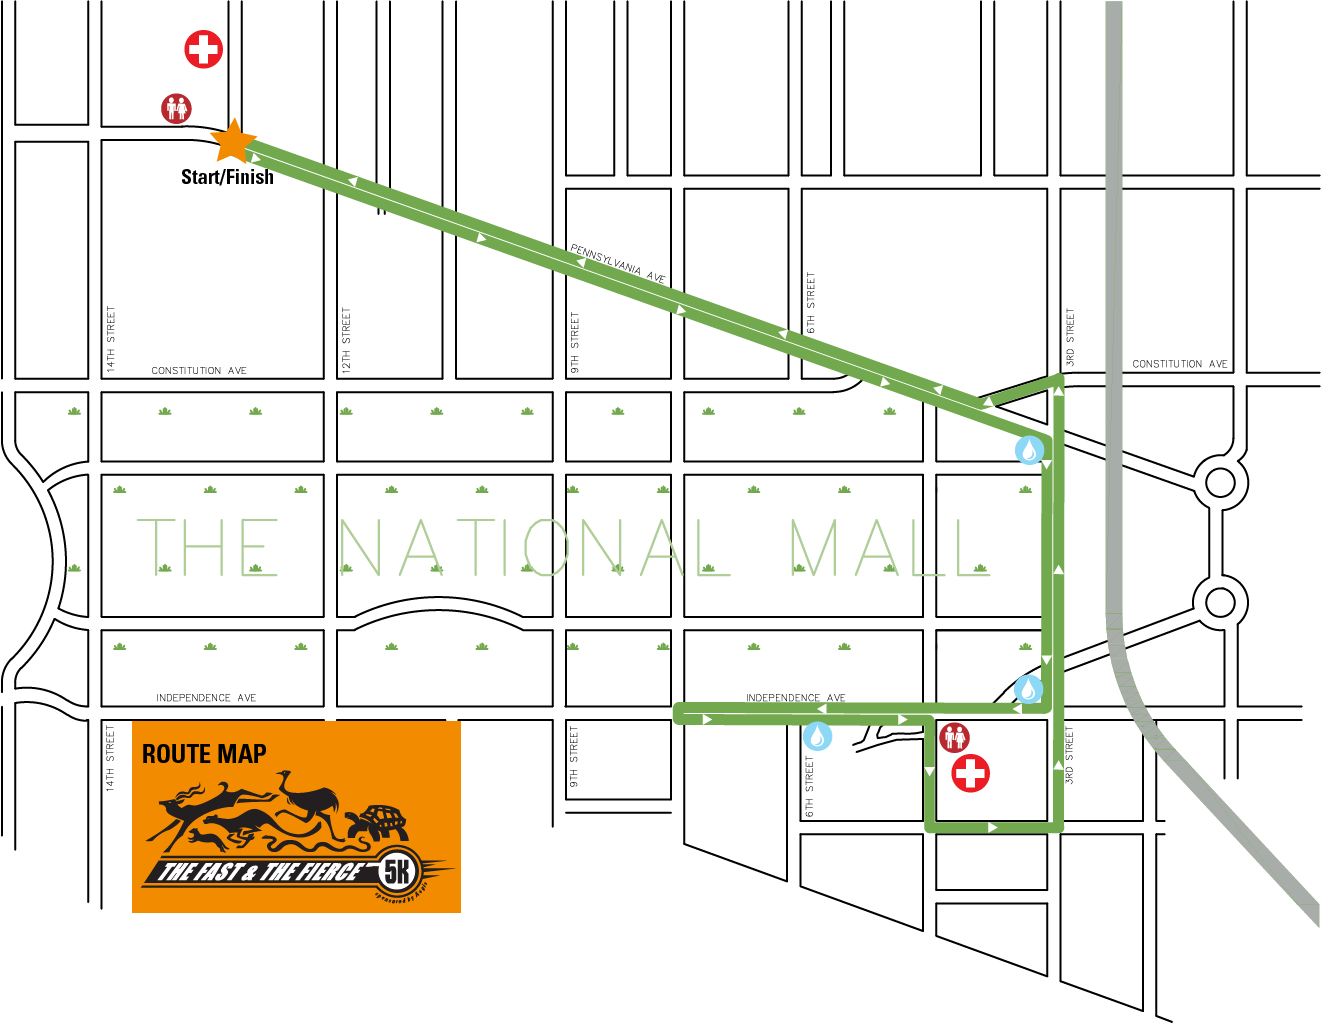 Start/Finish
PENNSYLVANIA AVE
14TH STREET
12TH STREET
9TH STREET
6TH STREET
3RD STREET
CONSTITUTION AVE
CONSTITUTION AVE
THE NATIONAL MALL
INDEPENDENCE AVE
INDEPENDENCE AVE
14TH STREET
9TH STREET
6TH STREET
3RD STREET
ROUTE MAP
THE FAST & THE FIERCE 5K
sponsored by Aegis